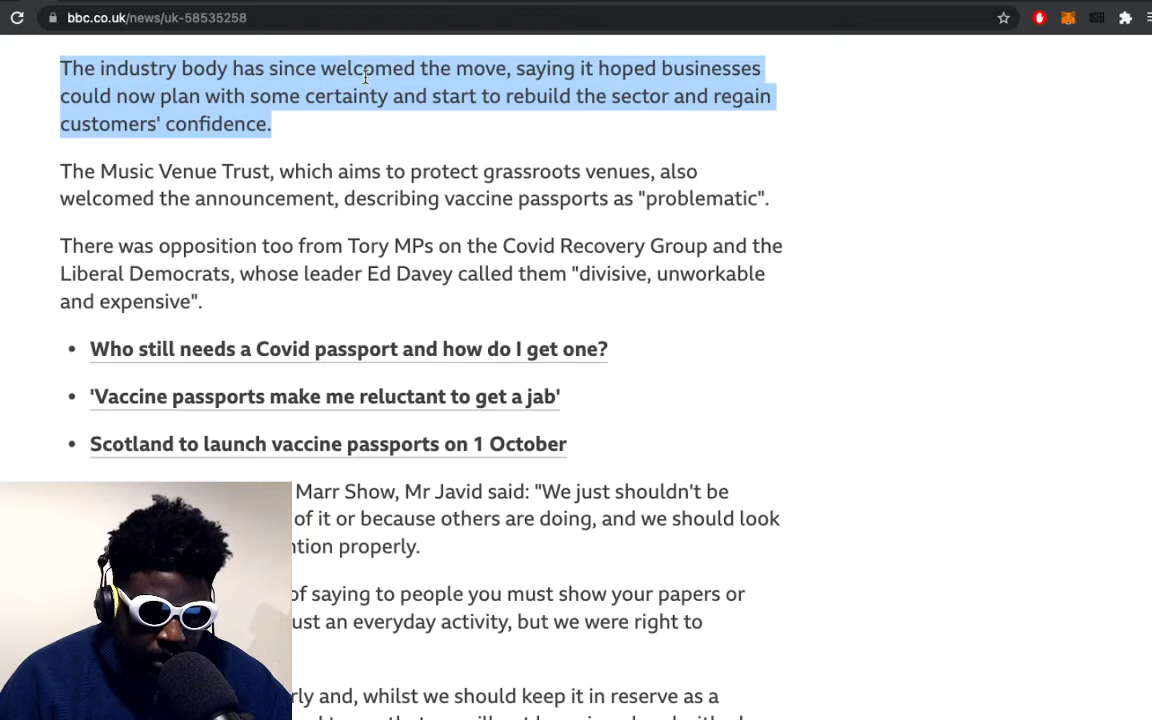 bbc.co.uk/news/uk-58535258
The industry body has since welcomed the move, saying it hoped businesses
could now plan with some certainty and start to rebuild the sector and regain
customers' confidence.
The Music Venue Trust, which aims to protect grassroots venues, also
welcomed the announcement, describing vaccine passports as "problematic".
There was opposition too from Tory MPs on the Covid Recovery Group and the
Liberal Democrats, whose leader Ed Davey called them "divisive, unworkable
and expensive".
• Who still needs a Covid passport and how do I get one?
• 'Vaccine passports make me reluctant to get a jab'
• Scotland to launch vaccine passports on 1 October
Marr Show, Mr Javid said: "We just shouldn't be
of it or because others are doing, and we should look
ntion properly.
of saying to people you must show your papers or
ust an everyday activity, but we were right to
rly and, whilst we should keep it in reserve as a